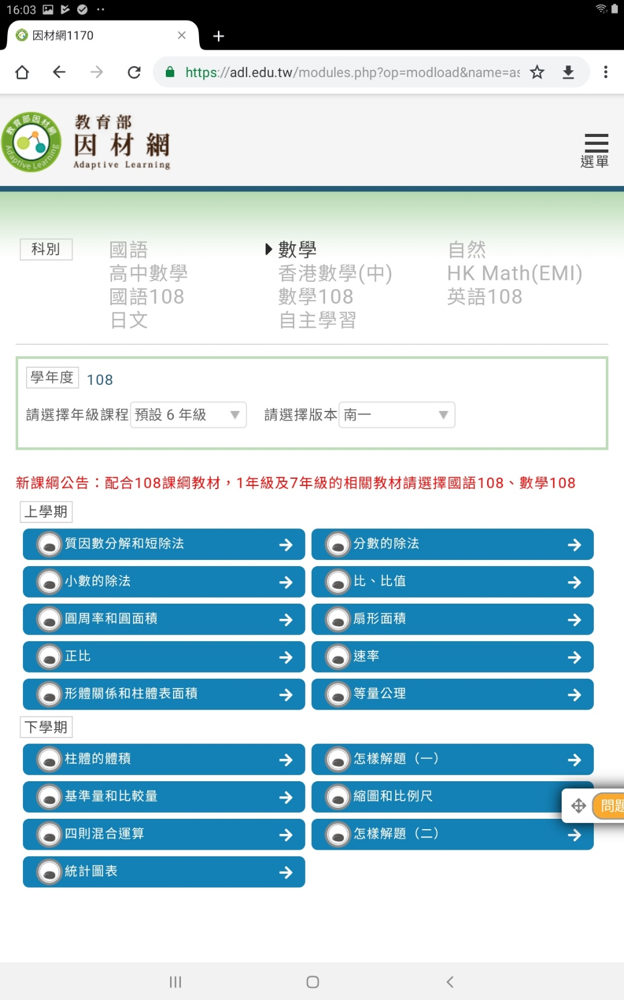 16:03
因材網1170
https://adl.edu.tw/modules.php?op=modload&name=as
教育部因材網
Adaptive Learning
教育部
因材網
Adaptive Learning
選單
科別
國語
數學
自然
高中數學
香港數學(中)
HK Math(EMI)
國語108
數學108
英語108
日文
自主學習
學年度 108
請選擇年級課程 預設 6 年級 請選擇版本 南一
新課綱公告：配合108課綱教材，1年級及7年級的相關教材請選擇國語108、數學108
上學期
質因數分解和短除法
分數的除法
小數的除法
比、比值
圓周率和圓面積
扇形面積
正比
速率
形體關係和柱體表面積
等量公理
下學期
柱體的體積
怎樣解題（一）
基準量和比較量
縮圖和比例尺
問題
四則混合運算
怎樣解題（二）
統計圖表